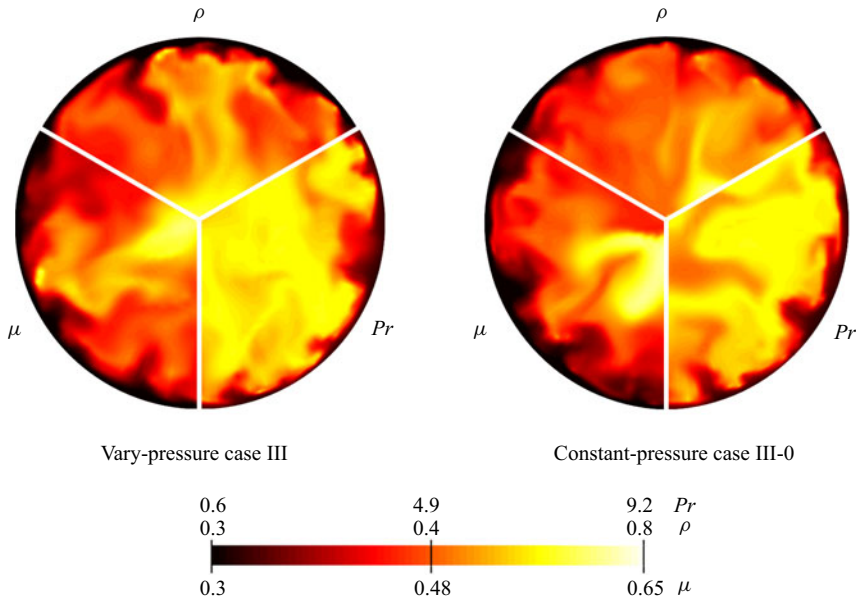 ρ ρ
μ Pr μ Pr
Vary-pressure case III Constant-pressure case III-0
0.6 4.9 9.2 Pr
0.3 0.4 0.8 ρ
0.3 0.48 0.65 μ